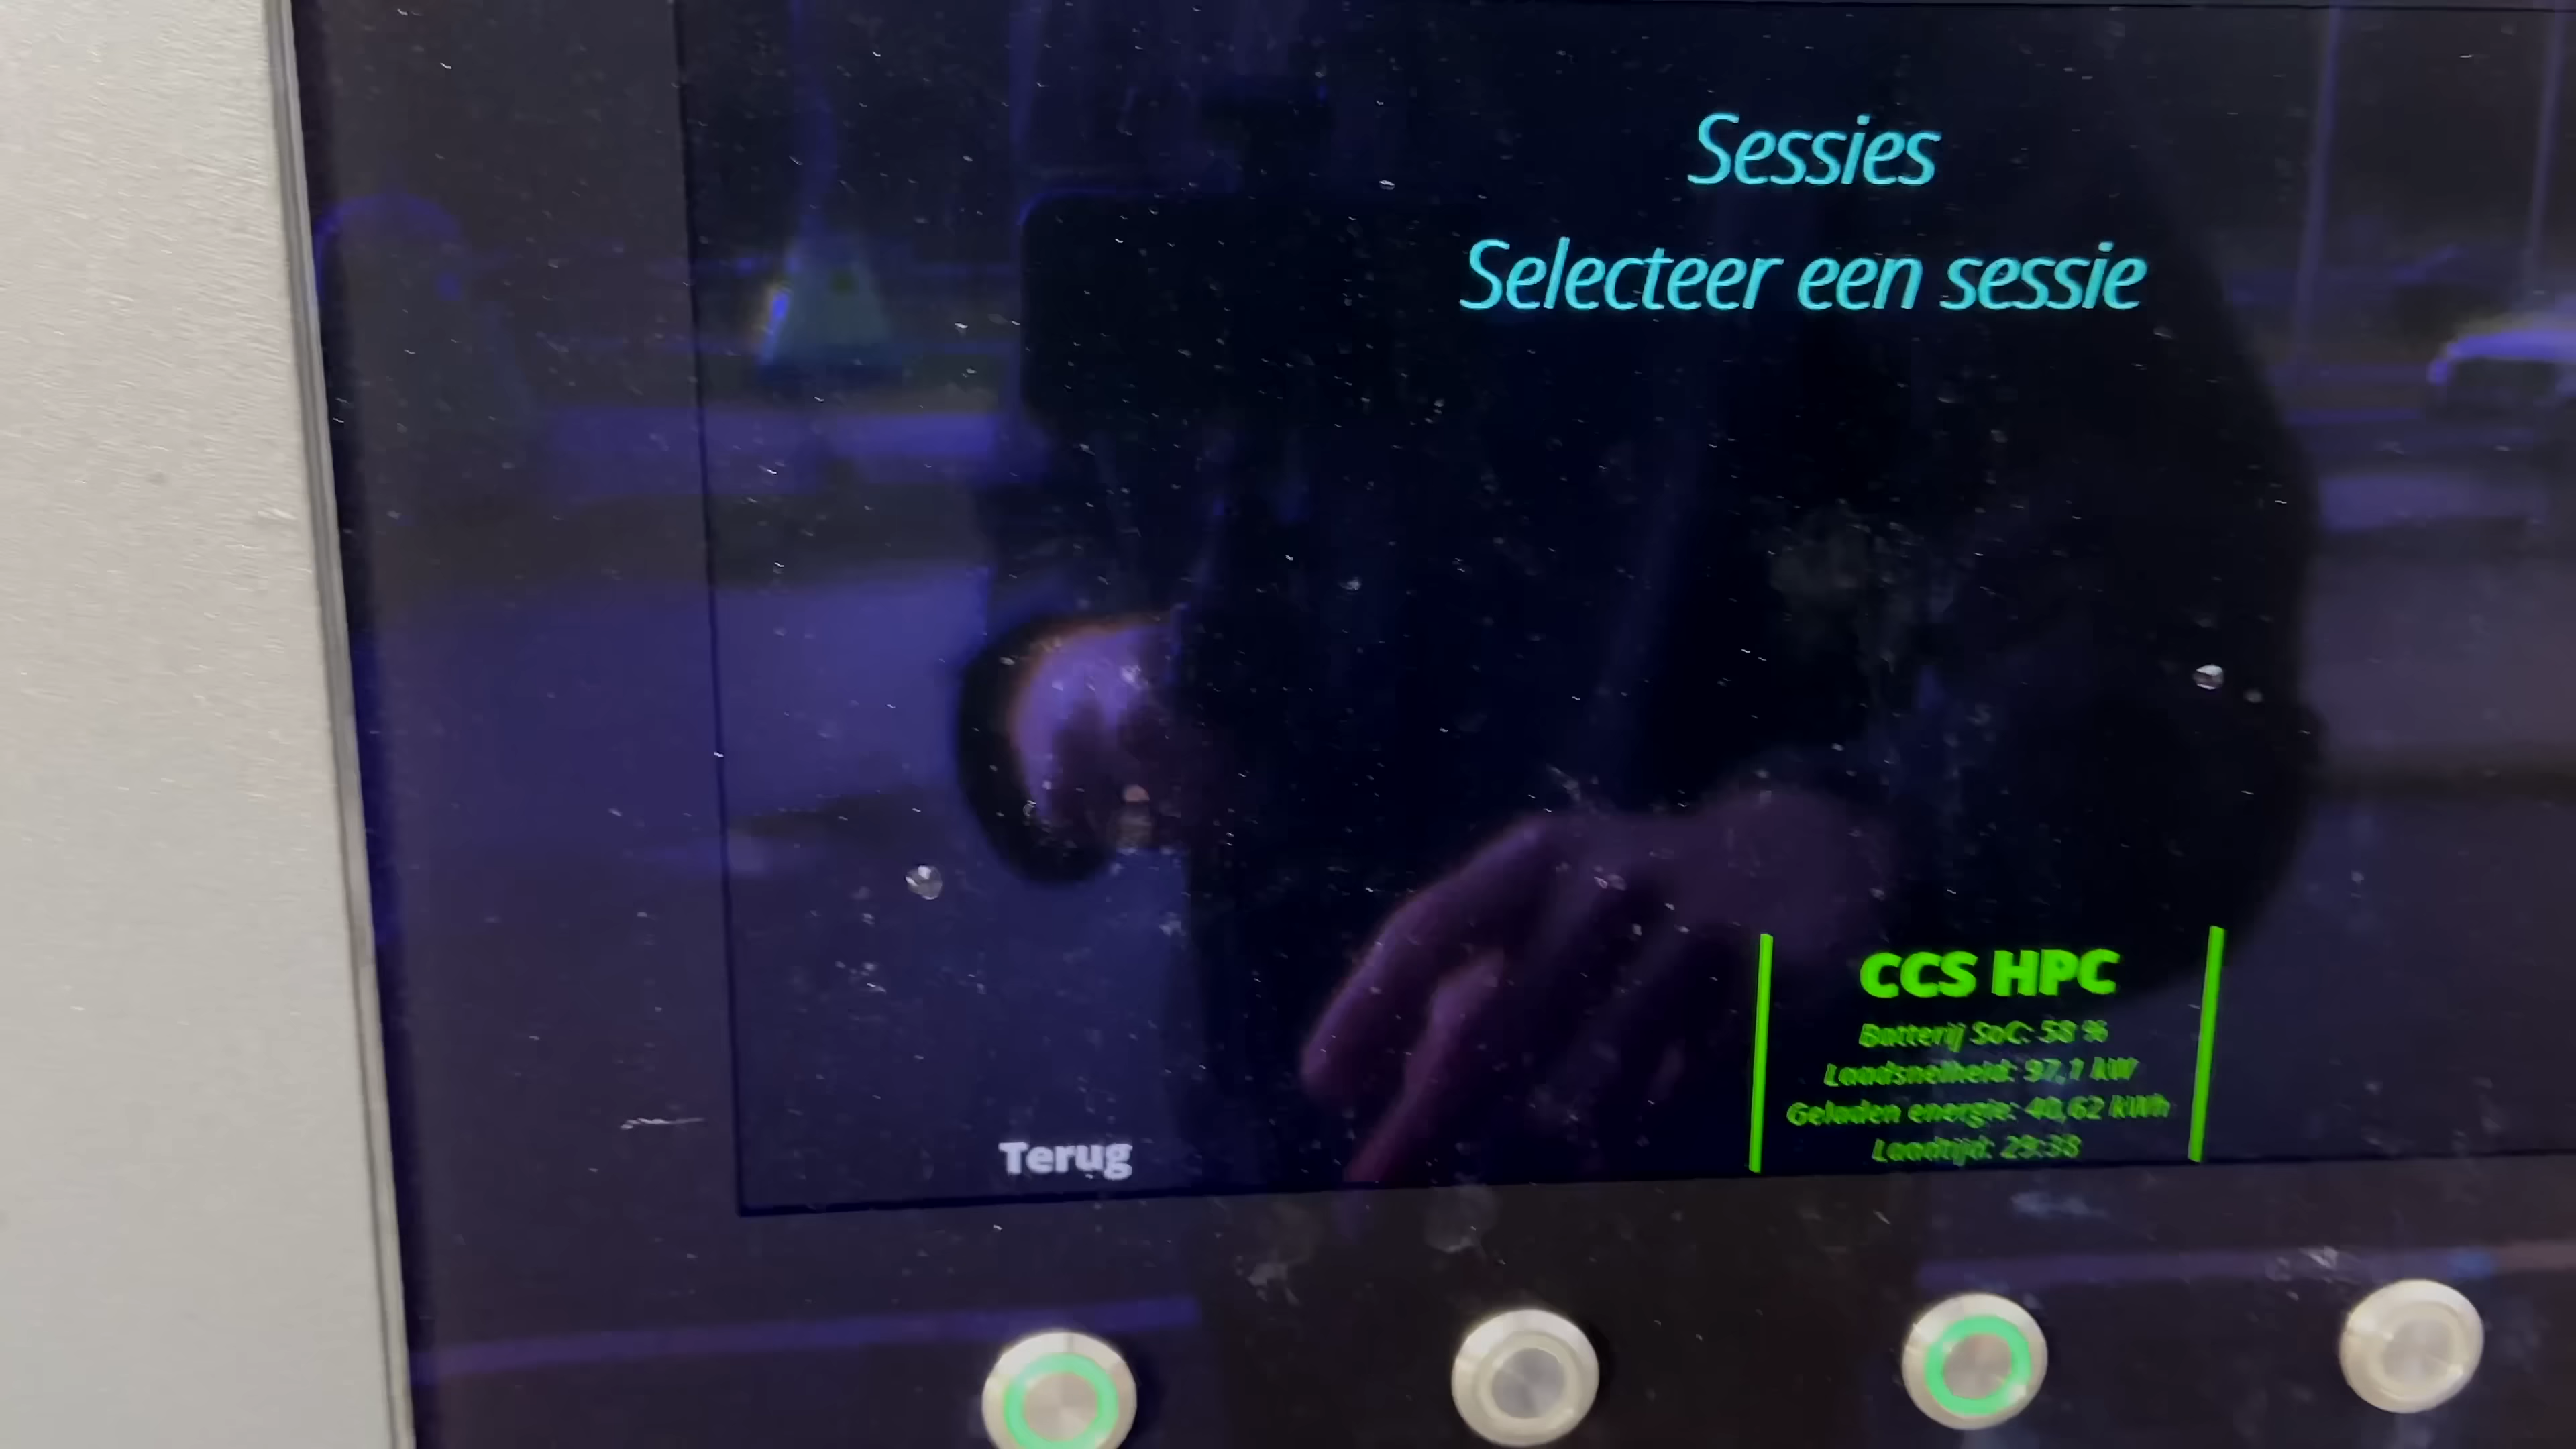 Sessies
Selecteer een sessie
CCS HPC
Batterij SoC: 58 %
Laadsnelheid: 97,1 kW
Geladen energie: 40,62 kWh
Laadtijd: 29:38
Terug